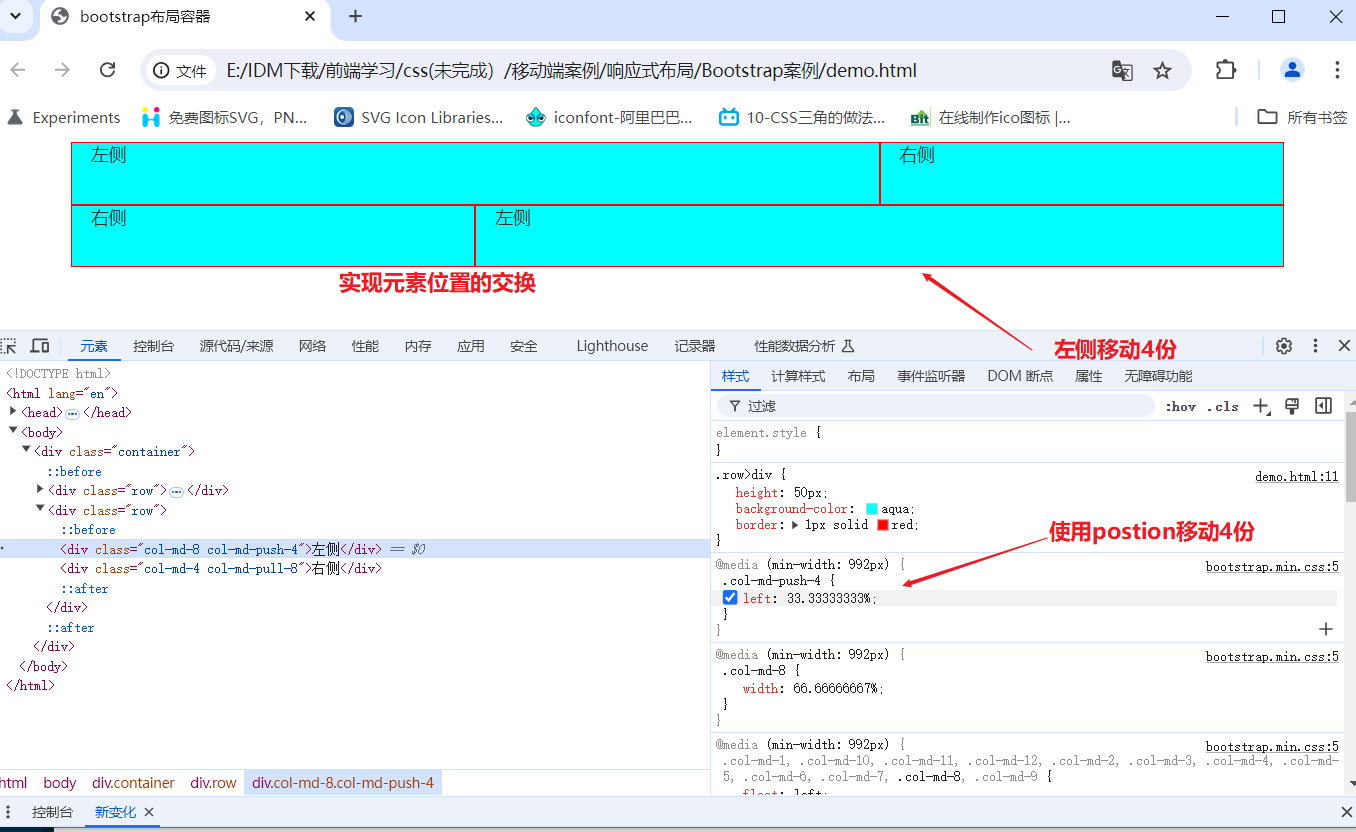 bootstrap布局容器
文件
E:/IDM下载/前端学习/css(未完成）/移动端案例/响应式布局/Bootstrap案例/demo.html
Experiments
免费图标SVG，PN...
SVG Icon Libraries...
iconfont-阿里巴巴...
10-CSS三角的做法...
在线制作ico图标 |...
所有书签
左侧
右侧
右侧
左侧
实现元素位置的交换
左侧移动4份
元素 控制台 源代码/来源 网络 性能 内存 应用 安全 Lighthouse 记录器 性能数据分析
<!DOCTYPE html>
<html lang="en">
<head>…</head>
<body>
<div class="container">
::before
<div class="row">…</div>
<div class="row">
::before
<div class="col-md-8 col-md-push-4">左侧</div> == $0
<div class="col-md-4 col-md-pull-8">右侧</div>
::after
</div>
::after
</div>
</body>
</html>
样式 计算样式 布局 事件监听器 DOM 断点 属性 无障碍功能
过滤
:hov .cls
element.style {
}
.row>div {
demo.html:11
height: 50px;
background-color: aqua;
border: 1px solid red;
}
使用postion移动4份
@media (min-width: 992px) {
bootstrap.min.css:5
.col-md-push-4 {
left: 33.33333333%;
}
}
@media (min-width: 992px) {
bootstrap.min.css:5
.col-md-8 {
width: 66.66666667%;
}
}
@media (min-width: 992px) {
bootstrap.min.css:5
.col-md-1, .col-md-10, .col-md-11, .col-md-12, .col-md-2, .col-md-3, .col-md-4, .col-md-
5, .col-md-6, .col-md-7, .col-md-8, .col-md-9 {
float: left;
html body div.container div.row div.col-md-8.col-md-push-4
控制台 新变化